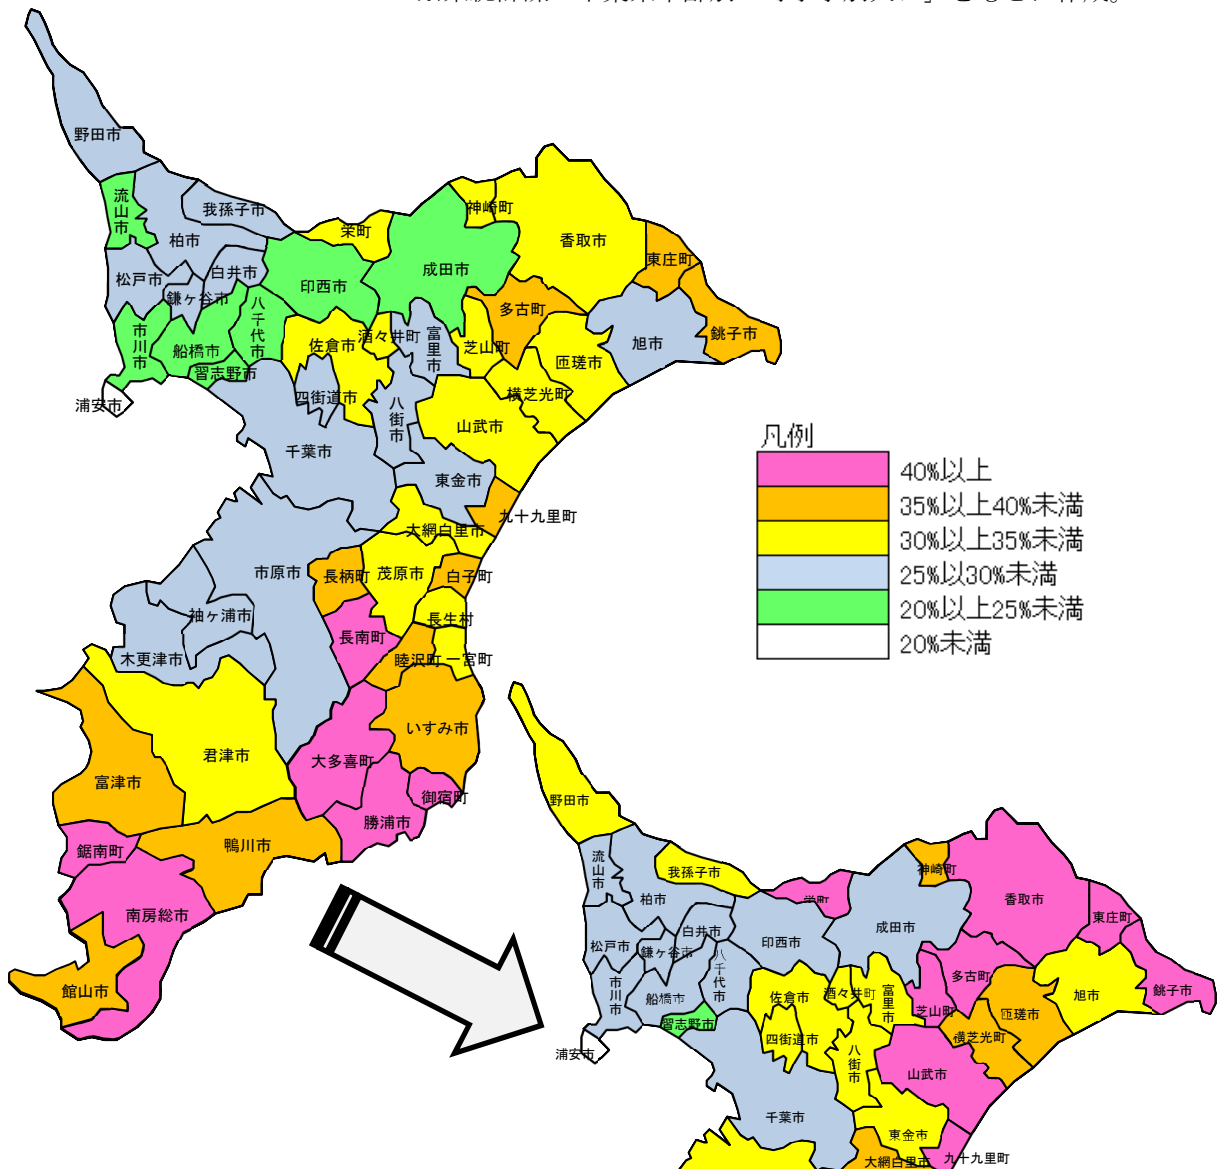 野田市
流山市
我孫子市
柏市
松戸市
白井市
鎌ヶ谷市
市川市
船橋市
八千代市
習志野市
浦安市
栄町
神崎町
香取市
東庄町
成田市
印西市
多古町
銚子市
旭市
佐倉市
酒々井町
富里市
芝山町
匝瑳市
四街道市
八街市
横芝光町
山武市
千葉市
東金市
九十九里町
大網白里市
市原市
長柄町
茂原市
白子町
袖ヶ浦市
長生村
長南町
木更津市
睦沢町
一宮町
いすみ市
君津市
大多喜町
富津市
御宿町
勝浦市
鴨川市
鋸南町
南房総市
館山市
凡例
40%以上
35%以上40%未満
30%以上35%未満
25%以30%未満
20%以上25%未満
20%未満
野田市
流山市
我孫子市
柏市
松戸市
白井市
鎌ヶ谷市
市川市
船橋市
八千代市
習志野市
浦安市
神崎町
香取市
東庄町
成田市
印西市
多古町
銚子市
旭市
佐倉市
酒々井町
富里市
芝山町
匝瑳市
四街道市
八街市
横芝光町
山武市
千葉市
東金市
九十九里町
大網白里市